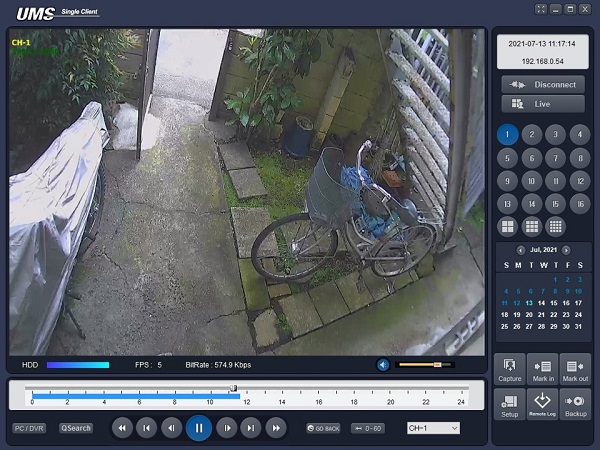 UMS Single Client
CH-1
2021-07-13 11:17:14
192.168.0.54
Disconnect
Live
1 2 3 4
5 6 7 8
9 10 11 12
13 14 15 16
Jul, 2021
S M T W T F S
1 2 3
4 5 6 7 8 9 10
11 12 13 14 15 16 17
18 19 20 21 22 23 24
25 26 27 28 29 30 31
HDD FPS : 5 BitRate : 574.9 Kbps
Capture Mark in Mark out
Setup Remote Log Backup
0 2 4 6 8 10 12 14 16 18 20 22 24
PC / DVR QSearch GO BACK 0-60 CH-1